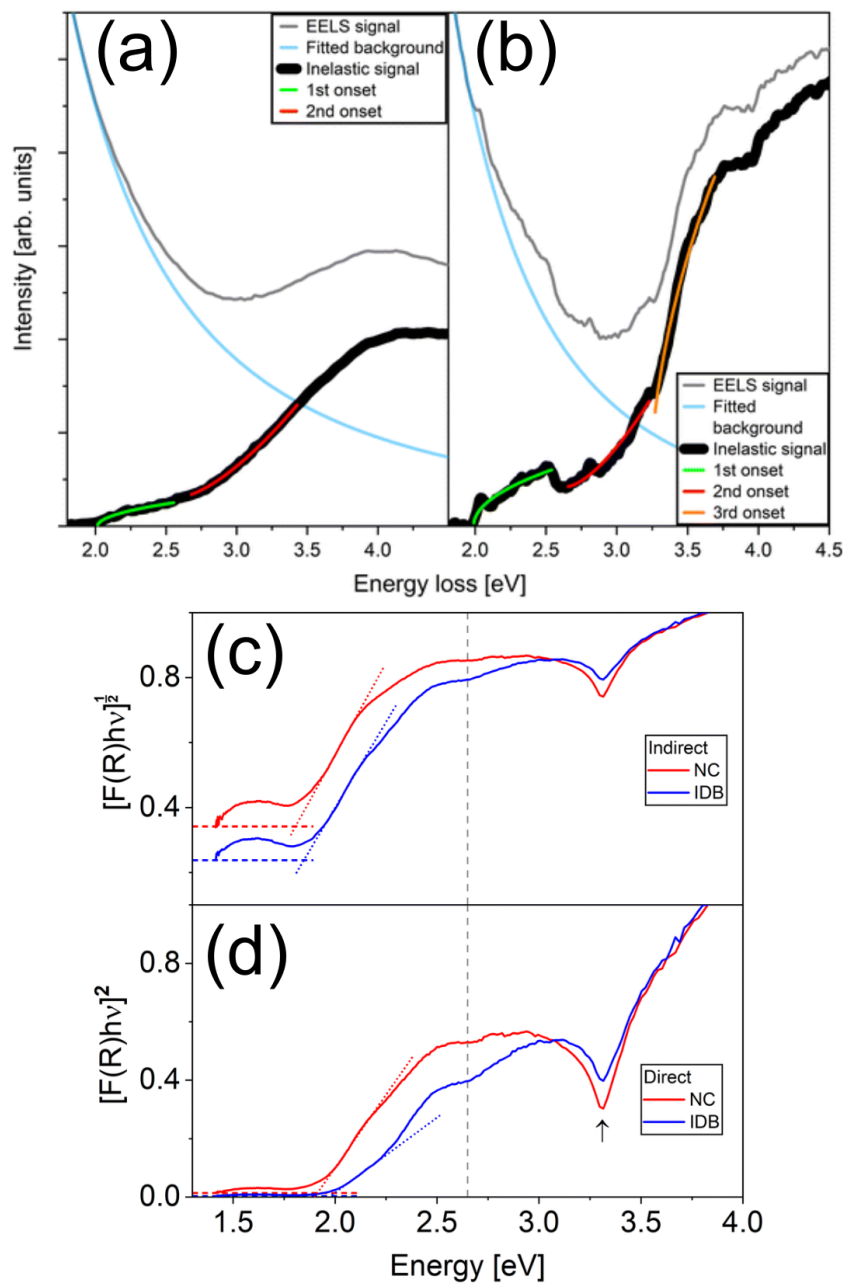 (a)
EELS signal
Fitted background
Inelastic signal
1st onset
2nd onset
(b)
EELS signal
Fitted
background
Inelastic signal
1st onset
2nd onset
3rd onset
Intensity [arb. units]
2.0 2.5 3.0 3.5 4.0 2.0 2.5 3.0 3.5 4.0 4.5
Energy loss [eV]
(c)
[F(R)hν]^½
0.8
0.4
Indirect
NC
IDB
(d)
[F(R)hν]²
0.8
0.4
0.0
Direct
NC
IDB
↑
1.5 2.0 2.5 3.0 3.5 4.0
Energy [eV]